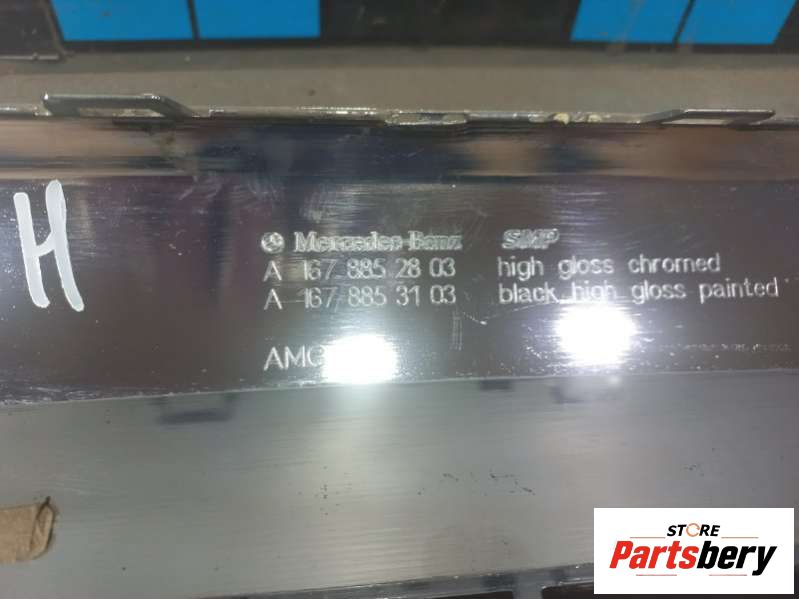 H
Mercedes-Benz SMP
A 167 885 28 03 high gloss chromed
A 167 885 31 03 black high gloss painted
AMG
STORE
Partsbery